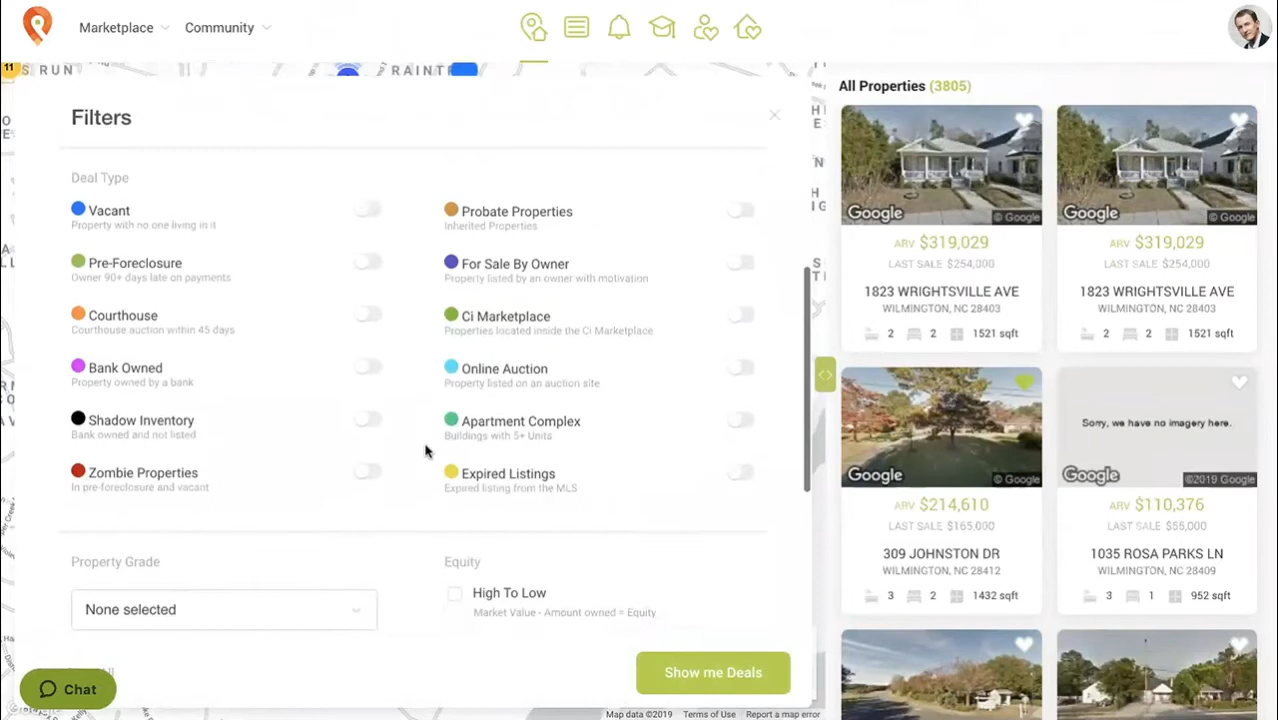 Marketplace
Community
11
S RUN
RAINT
Filters
Deal Type
Vacant
Property with no one living in it
Probate Properties
Inherited Properties
Pre-Foreclosure
Owner 90+ days late on payments
For Sale By Owner
Property listed by an owner with motivation
Courthouse
Courthouse auction within 45 days
Ci Marketplace
Properties located inside the Ci Marketplace
Bank Owned
Property owned by a bank
Online Auction
Property listed on an auction site
Shadow Inventory
Bank owned and not listed
Apartment Complex
Buildings with 5+ Units
Zombie Properties
In pre-foreclosure and vacant
Expired Listings
Expired listing from the MLS
Property Grade
None selected
Equity
High To Low
Market Value - Amount owned = Equity
Chat
Show me Deals
Map data ©2019 Terms of Use Report a map error
All Properties (3805)
Google © Google
ARV $319,029
LAST SALE $254,000
1823 WRIGHTSVILLE AVE
WILMINGTON, NC 28403
2 2 1521 sqft
Google © Google
ARV $319,029
LAST SALE $254,000
1823 WRIGHTSVILLE AVE
WILMINGTON, NC 28403
2 2 1521 sqft
Google © Google
ARV $214,610
LAST SALE $165,000
309 JOHNSTON DR
WILMINGTON, NC 28412
3 2 1432 sqft
Sorry, we have no imagery here.
Google ©2019 Google
ARV $110,376
LAST SALE $55,000
1035 ROSA PARKS LN
WILMINGTON, NC 28409
3 1 952 sqft